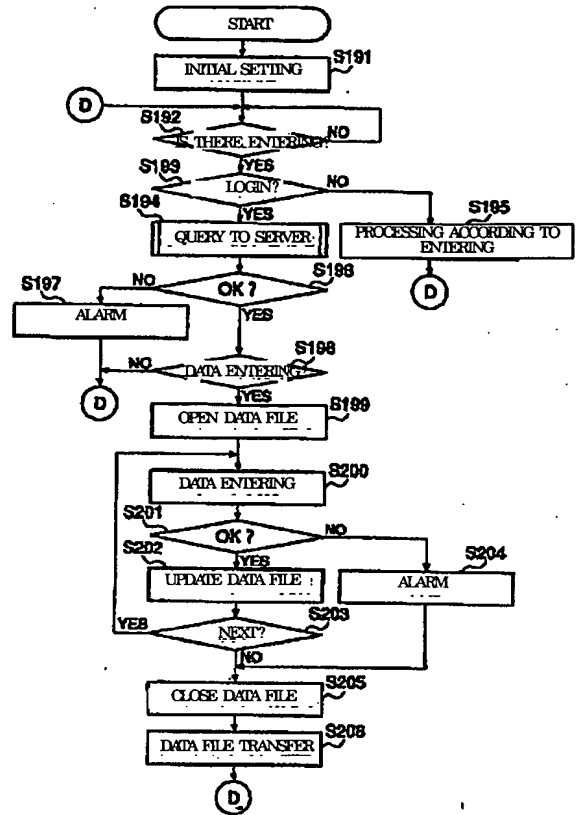 START
S191
INITIAL SETTING
D
S192
IS THERE ENTERING?
NO
YES
S193
LOGIN?
NO
S194
YES
S195
QUERY TO SERVER
PROCESSING ACCORDING TO
ENTERING
S196
D
S197
NO
OK ?
ALARM
YES
S198
NO
DATA ENTERING?
YES
D
S199
OPEN DATA FILE
S200
DATA ENTERING
S201
OK ?
NO
S202
YES
S204
UPDATE DATA FILE
ALARM
S203
YES
NEXT?
NO
S205
CLOSE DATA FILE
S208
DATA FILE TRANSFER
D